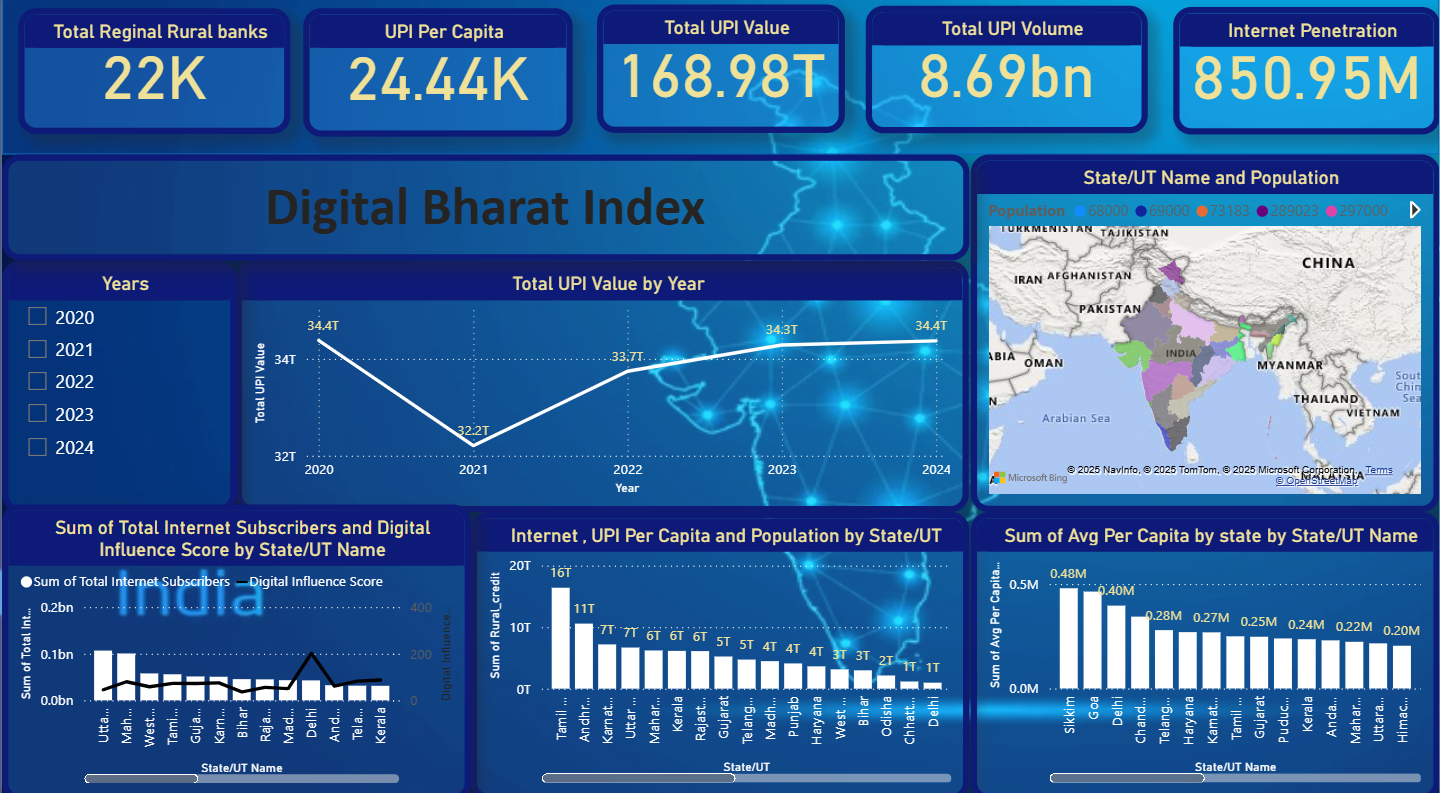 Total Reginal Rural banks
22K
UPI Per Capita
24.44K
Total UPI Value
168.98T
Total UPI Volume
8.69bn
Internet Penetration
850.95M
Digital Bharat Index
State/UT Name and Population
Population 68000 69000 73183 289023 297000
TURKMENISTAN TAJIKISTAN
CHINA
IRAN AFGHANISTAN
PAKISTAN
INDIA
OMAN
MYANMAR
THAILAND
VIETNAM
Arabian Sea
Sout
Chin
Sea
Microsoft Bing
© 2025 NavInfo, © 2025 TomTom, © 2025 Microsoft Corporation, Terms
© OpenStreetMap
Years
2020
2021
2022
2023
2024
Total UPI Value by Year
Total UPI Value
34T
32T
34.4T
32.2T
33.7T
34.3T
34.4T
2020 2021 2022 2023 2024
Year
Sum of Total Internet Subscribers and Digital
Influence Score by State/UT Name
Sum of Total Internet Subscribers Digital Influence Score
India
Sum of Total Int...
0.2bn
0.1bn
0.0bn
400
200
0
Digital Influence...
Utta...
Mah...
West...
Tami...
Guja...
Karn...
Bihar
Raja...
Mad...
Delhi
And...
Tela...
Kerala
State/UT Name
Internet , UPI Per Capita and Population by State/UT
Sum of Rural_credit
20T
10T
0T
16T
11T
7T
7T
6T
6T
6T
5T
5T
4T
4T
4T
3T
3T
2T
1T
1T
Tamil ...
Andhr...
Karnat...
Uttar ...
Mahar...
Kerala
Rajast...
Gujarat
Telang...
Madh...
Punjab
Haryana
West...
Bihar
Odisha
Chatt...
Delhi
State/UT
Sum of Avg Per Capita by state by State/UT Name
Sum of Avg Per Capita...
0.5M
0.0M
0.48M
0.40M
0.28M
0.27M
0.25M
0.24M
0.22M
0.20M
Sikkim
Goa
Delhi
Chand...
Telang...
Haryana
Karnat...
Tamil ...
Gujarat
Puduc...
Kerala
Anda...
Mahar...
Uttara...
Himac...
State/UT Name